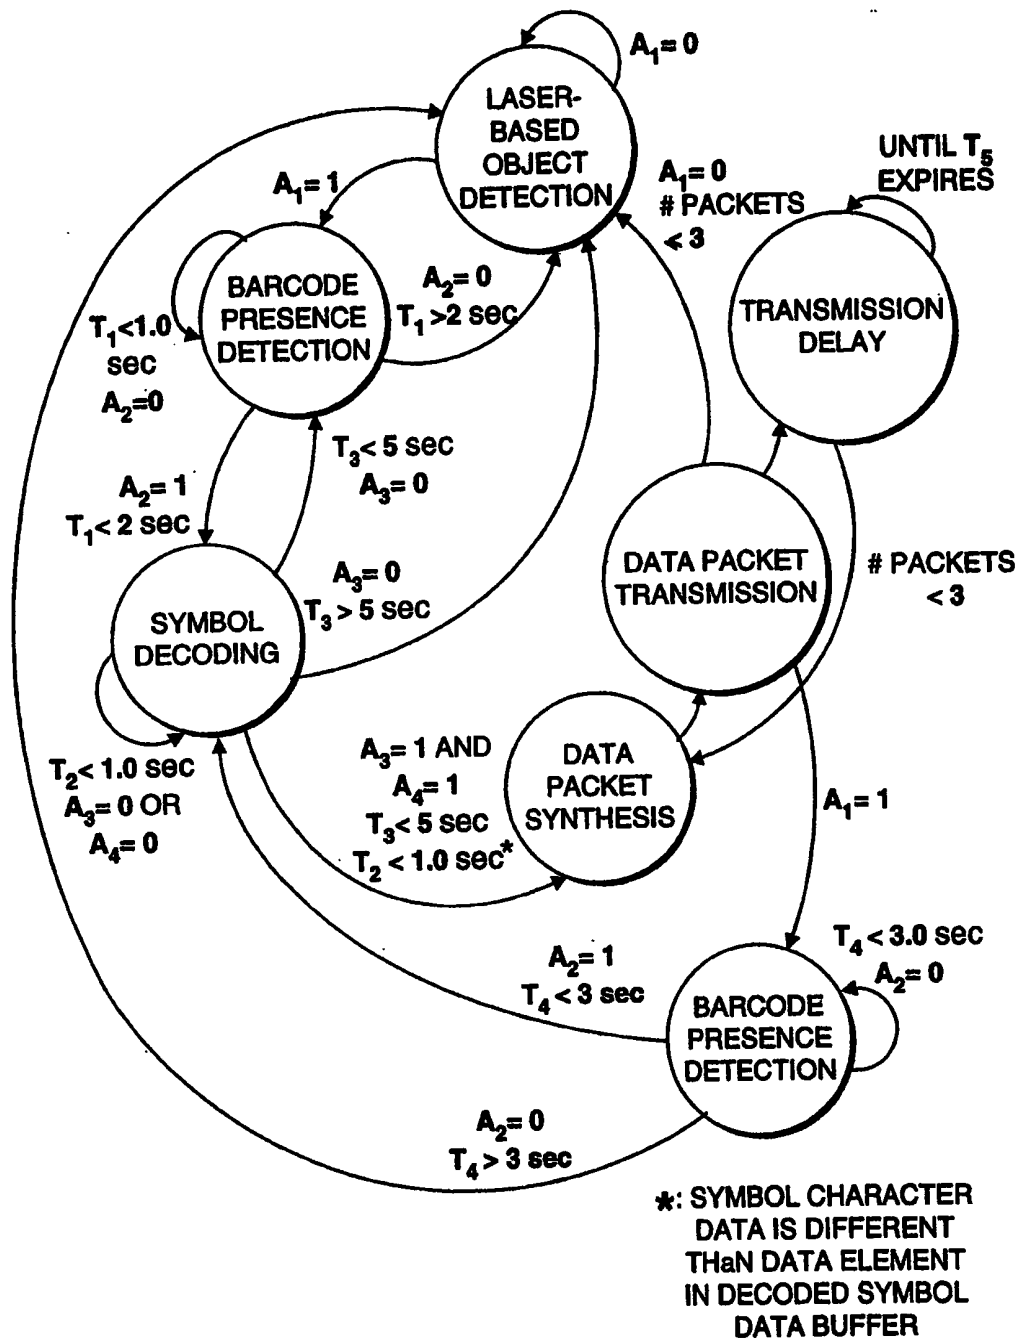 A₁= 0
LASER-
BASED
OBJECT
DETECTION
A₁= 1
A₁= 0
# PACKETS
< 3
UNTIL T₅
EXPIRES
TRANSMISSION
DELAY
BARCODE
PRESENCE
DETECTION
A₂= 0
T₁ >2 sec
T₁<1.0
sec
A₂=0
T₃< 5 sec
A₃= 0
A₂= 1
T₁< 2 sec
DATA PACKET
TRANSMISSION
# PACKETS
< 3
A₃= 0
T₃ > 5 sec
SYMBOL
DECODING
T₂< 1.0 sec
A₃= 0 OR
A₄= 0
A₃= 1 AND
A₄= 1
T₃< 5 sec
T₂ < 1.0 sec*
DATA
PACKET
SYNTHESIS
A₁= 1
A₂= 1
T₄< 3 sec
T₄ < 3.0 sec
A₂= 0
BARCODE
PRESENCE
DETECTION
A₂= 0
T₄ > 3 sec
*: SYMBOL CHARACTER
DATA IS DIFFERENT
THaN DATA ELEMENT
IN DECODED SYMBOL
DATA BUFFER